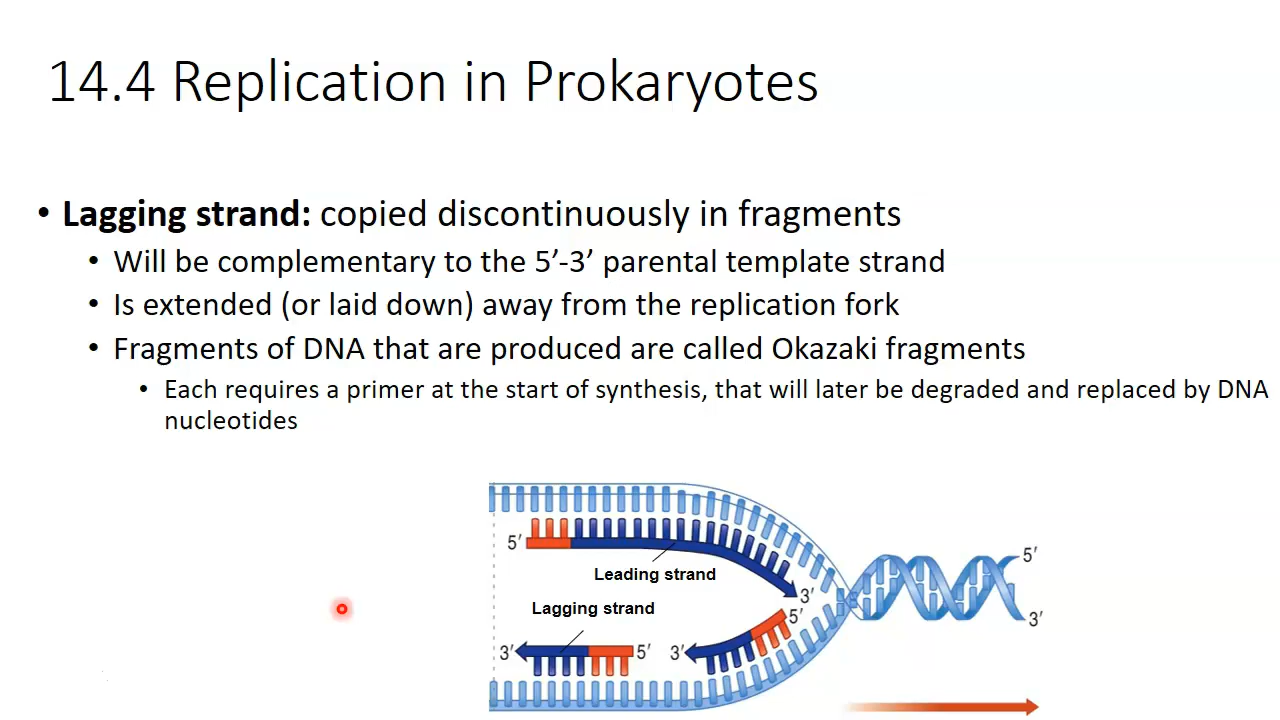 14.4 Replication in Prokaryotes
• Lagging strand: copied discontinuously in fragments
• Will be complementary to the 5’-3’ parental template strand
• Is extended (or laid down) away from the replication fork
• Fragments of DNA that are produced are called Okazaki fragments
• Each requires a primer at the start of synthesis, that will later be degraded and replaced by DNA
nucleotides
5′
Leading strand
3′
5′
3′
Lagging strand
5′
3′
5′
3′